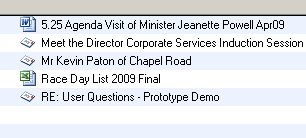 5.25 Agenda Visit of Minister Jeanette Powell Apr09
Meet the Director Corporate Services Induction Session
Mr Kevin Paton of Chapel Road
Race Day List 2009 Final
RE: User Questions - Prototype Demo